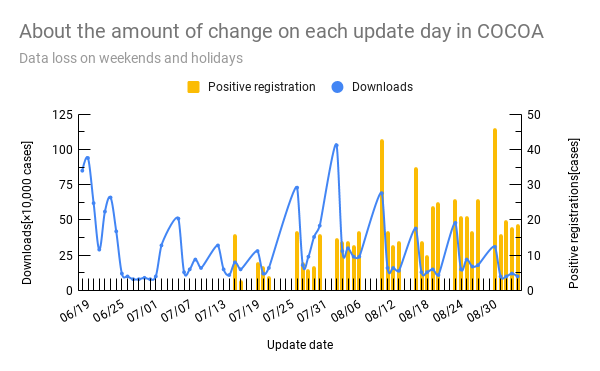 About the amount of change on each update day in COCOA
Data loss on weekends and holidays
Positive registration Downloads
Downloads[x10,000 cases]
125
100
75
50
25
0
50
40
30
20
10
0
Positive registrations[cases]
06/19 06/25 07/01 07/07 07/13 07/19 07/25 07/31 08/06 08/12 08/18 08/24 08/30
Update date